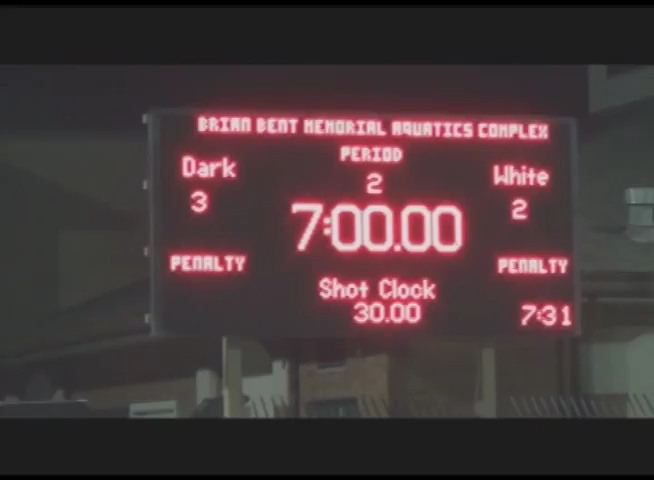 BRIAN BENT MEMORIAL AQUATICS COMPLEX
PERIOD
Dark
2
White
3
7:00.00
2
PENALTY
PENALTY
Shot Clock
30.00
7:31